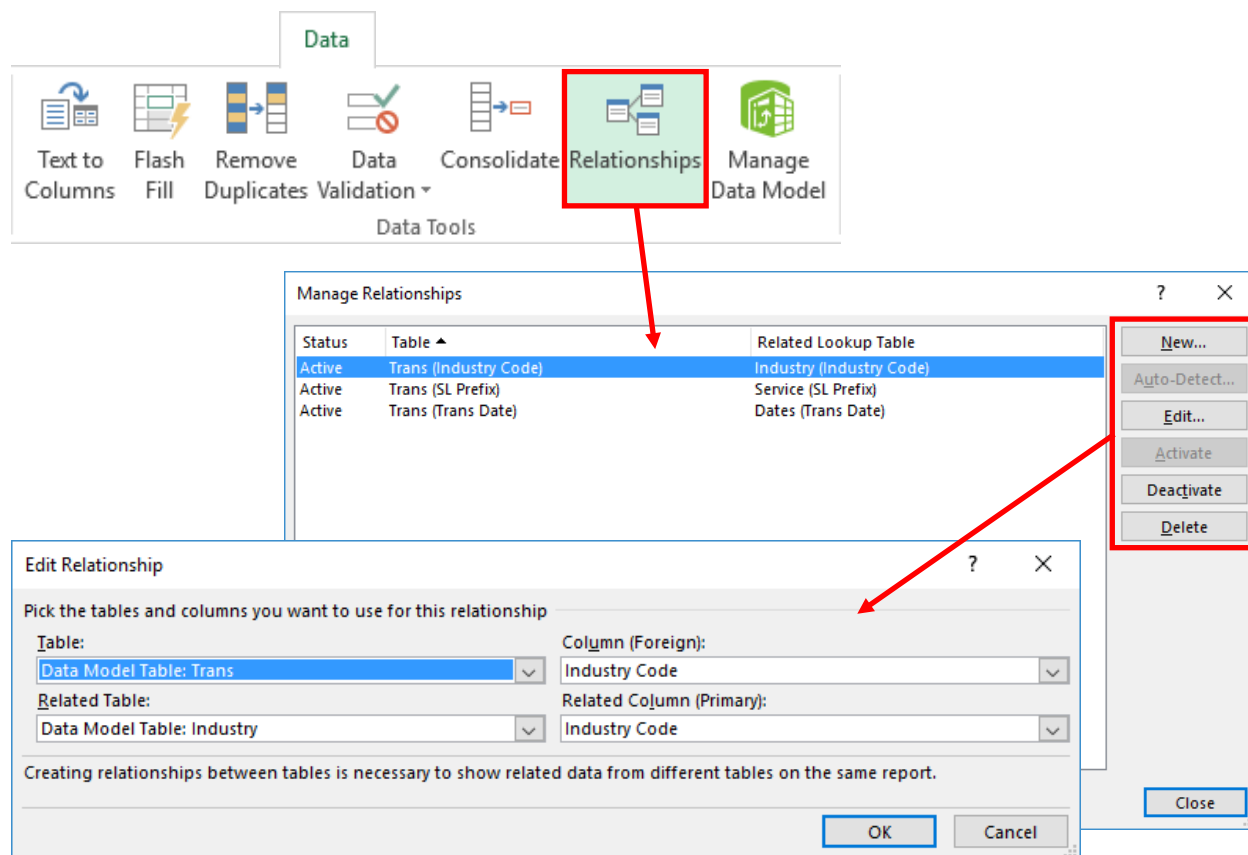 Data
Text to Columns
Flash Fill
Remove Duplicates
Data Validation
Consolidate
Relationships
Manage Data Model
Data Tools
Manage Relationships ?
Status Table Related Lookup Table
Active Trans (Industry Code) Industry (Industry Code)
Active Trans (SL Prefix) Service (SL Prefix)
Active Trans (Trans Date) Dates (Trans Date)
New...
Auto-Detect...
Edit...
Activate
Deactivate
Delete
Edit Relationship ?
Pick the tables and columns you want to use for this relationship
Table: Column (Foreign):
Data Model Table: Trans Industry Code
Related Table: Related Column (Primary):
Data Model Table: Industry Industry Code
Creating relationships between tables is necessary to show related data from different tables on the same report.
Close
OK Cancel